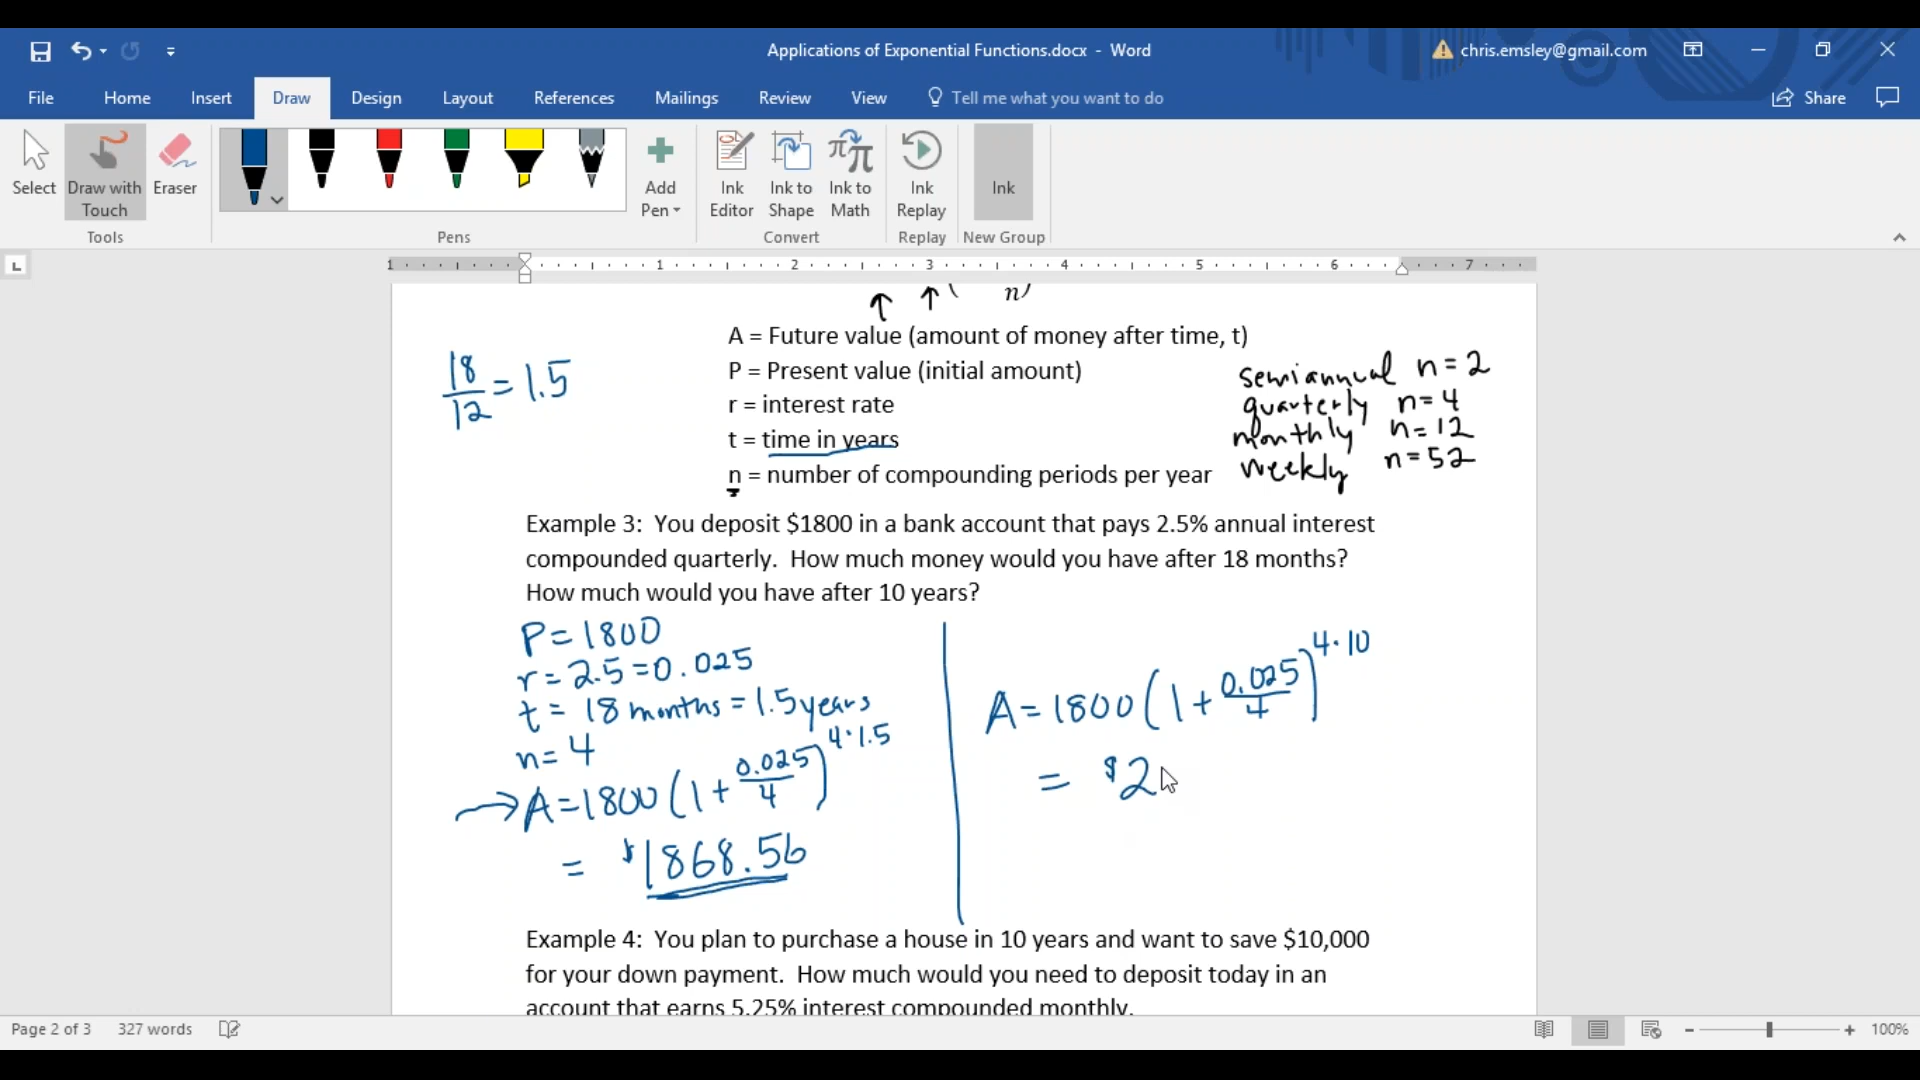 Applications of Exponential Functions.docx - Word
chris.emsley@gmail.com
File Home Insert Draw Design Layout References Mailings Review View Tell me what you want to do Share
Select Draw with Touch Eraser
Add Pen
Ink Editor Ink to Shape Ink to Math Ink Replay Ink
Tools Pens Convert Replay New Group
1 1 2 3 4 5 6 7
n)
A = Future value (amount of money after time, t)
P = Present value (initial amount)
r = interest rate
t = time in years
n = number of compounding periods per year
18/12 = 1.5
semiannual n = 2
quarterly n = 4
monthly n = 12
weekly n = 52
Example 3: You deposit $1800 in a bank account that pays 2.5% annual interest
compounded quarterly. How much money would you have after 18 months?
How much would you have after 10 years?
P = 1800
r = 2.5 = 0.025
t = 18 months = 1.5 years
n = 4
→ A = 1800 (1 + 0.025/4)^4·1.5
= $1868.56
A = 1800 (1 + 0.025/4)^4·10
= $2
Example 4: You plan to purchase a house in 10 years and want to save $10,000
for your down payment. How much would you need to deposit today in an
account that earns 5.25% interest compounded monthly.
Page 2 of 3 327 words
100%